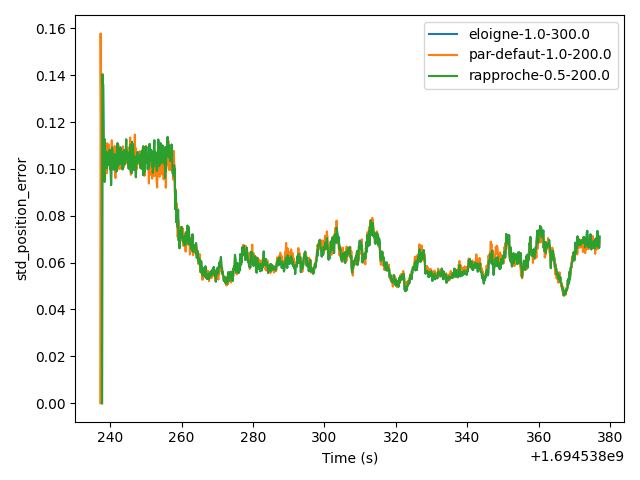 eloigne-1.0-300.0
par-defaut-1.0-200.0
rapproche-0.5-200.0
0.16
0.14
0.12
0.10
0.08
0.06
0.04
0.02
0.00
std_position_error
240 260 280 300 320 340 360 380
Time (s)
+1.694538e9